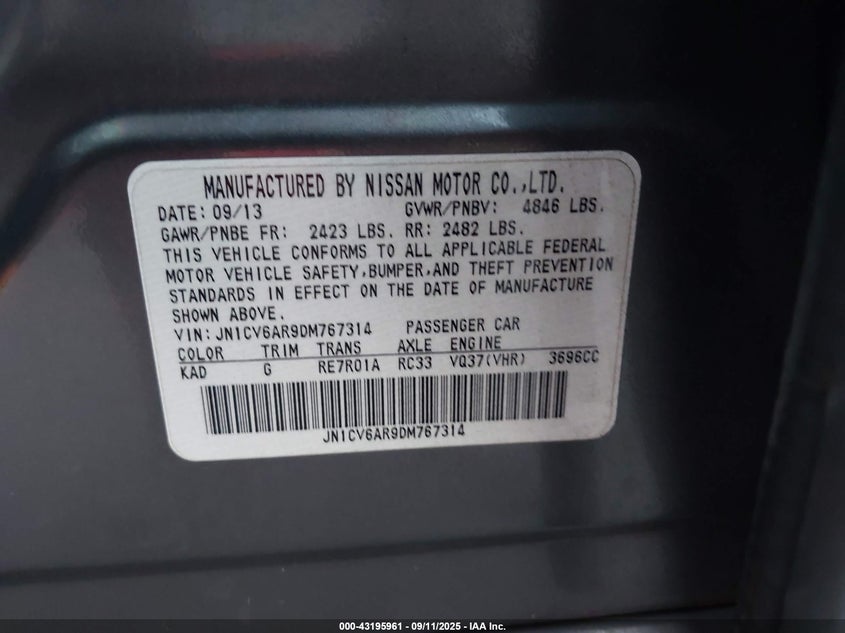 MANUFACTURED BY NISSAN MOTOR CO.,LTD.
DATE: 09/13 GVWR/PNBV: 4846 LBS.
GAWR/PNBE FR: 2423 LBS. RR: 2482 LBS.
THIS VEHICLE CONFORMS TO ALL APPLICABLE FEDERAL
MOTOR VEHICLE SAFETY,BUMPER,AND THEFT PREVENTION
STANDARDS IN EFFECT ON THE DATE OF MANUFACTURE
SHOWN ABOVE.
VIN: JN1CV6AR9DM767314 PASSENGER CAR
COLOR TRIM TRANS AXLE ENGINE
KAD G RE7R01A RC33 VQ37(VHR) 3696CC
JN1CV6AR9DM767314
000-43195961 - 09/11/2025 - IAA Inc.